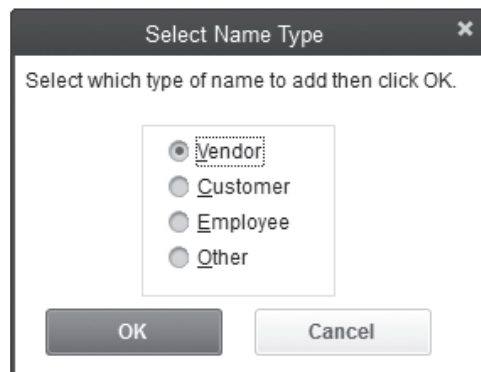 Select Name Type
Select which type of name to add then click OK.
Vendor
Customer
Employee
Other
OK Cancel